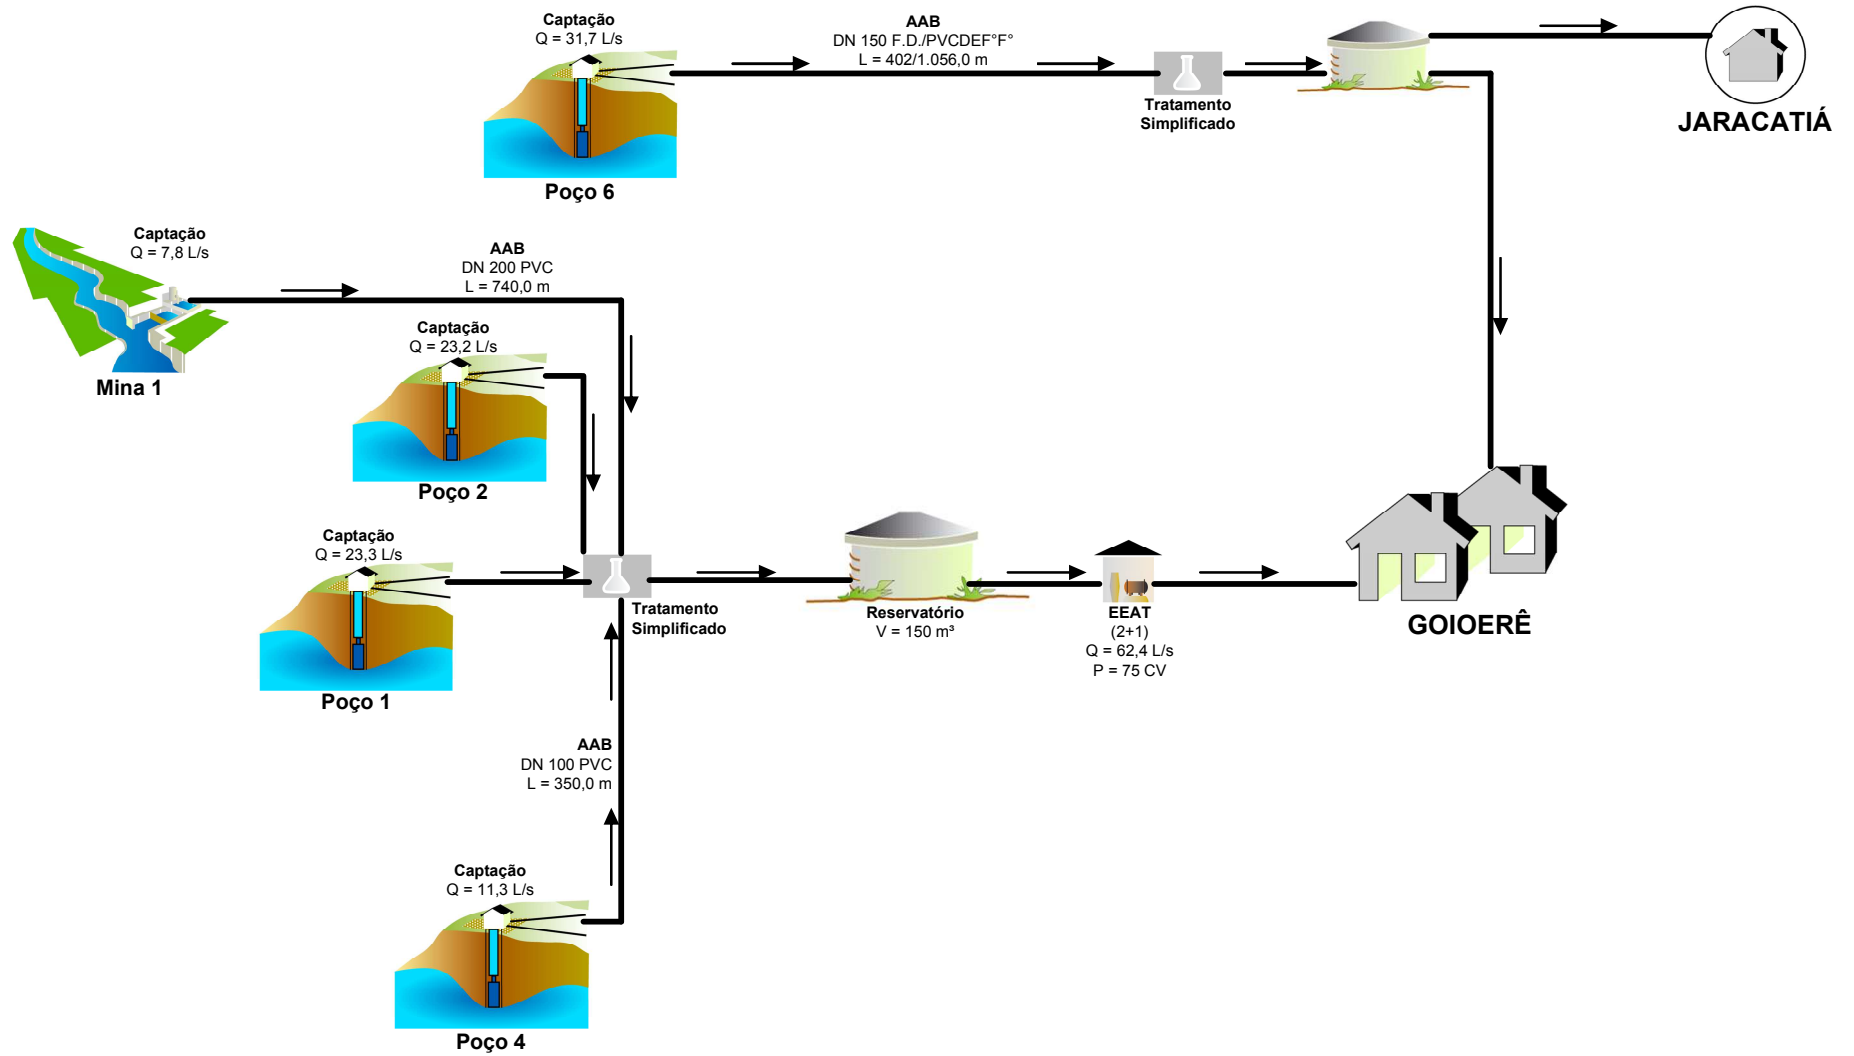 Captação
Q = 31,7 L/s
Poço 6
AAB
DN 150 F.D./PVCDEF°F°
L = 402/1.056,0 m
Tratamento
Simplificado
JARACATIÁ
Captação
Q = 7,8 L/s
Mina 1
AAB
DN 200 PVC
L = 740,0 m
Captação
Q = 23,2 L/s
Poço 2
Captação
Q = 23,3 L/s
Poço 1
Tratamento
Simplificado
Reservatório
V = 150 m³
EEAT
(2+1)
Q = 62,4 L/s
P = 75 CV
GOIOERÊ
AAB
DN 100 PVC
L = 350,0 m
Captação
Q = 11,3 L/s
Poço 4